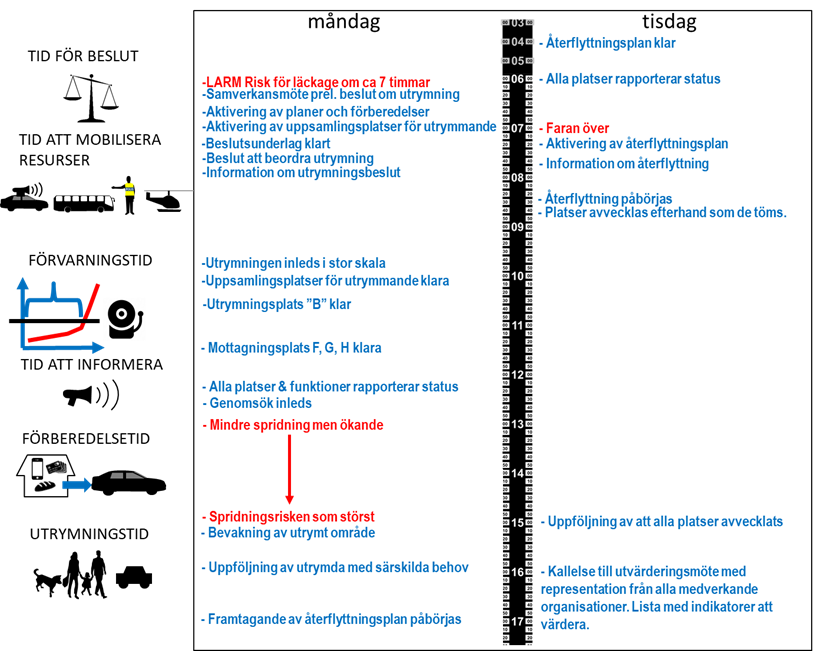 måndag
tisdag
TID FÖR BESLUT
TID ATT MOBILISERA
RESURSER
FÖRVARNINGSTID
TID ATT INFORMERA
FÖRBEREDELSETID
UTRYMNINGSTID
-LARM Risk för läckage om ca 7 timmar
-Samverkansmöte prel. beslut om utrymning
-Aktivering av planer och förberedelser
-Aktivering av uppsamlingsplatser för utrymmande
-Beslutsunderlag klart
-Beslut att beordra utrymning
-Information om utrymningsbeslut
-Utrymningen inleds i stor skala
-Uppsamlingsplatser för utrymmande klara
-Utrymningsplats ”B” klar
- Mottagningsplats F, G, H klara
- Alla platser & funktioner rapporterar status
- Genomsök inleds
- Mindre spridning men ökande
- Spridningsrisken som störst
- Bevakning av utrymt område
- Uppföljning av utrymda med särskilda behov
- Framtagande av återflyttningsplan påbörjas
03
04
05
06
07
08
09
10
11
12
13
14
15
16
17
- Återflyttningsplan klar
- Alla platser rapporterar status
- Faran över
- Aktivering av återflyttningsplan
- Information om återflyttning
- Återflyttning påbörjas
- Platser avvecklas efterhand som de töms.
- Uppföljning av att alla platser avvecklats
- Kallelse till utvärderingsmöte med
representation från alla medverkande
organisationer. Lista med indikatorer att
värdera.